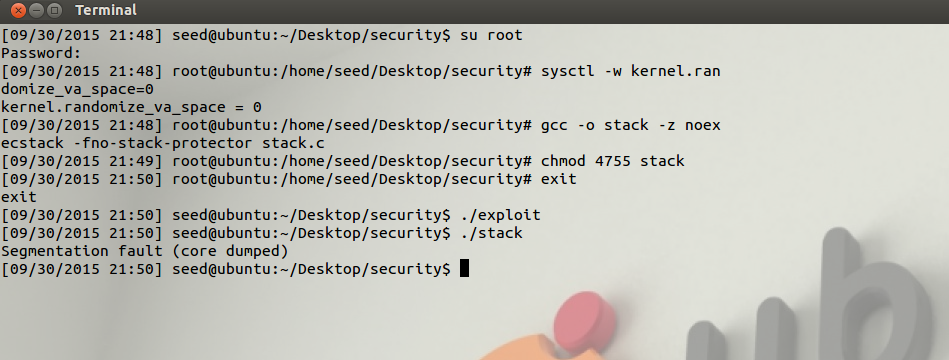 Terminal
[09/30/2015 21:48] seed@ubuntu:~/Desktop/security$ su root
Password:
[09/30/2015 21:48] root@ubuntu:/home/seed/Desktop/security# sysctl -w kernel.ran
domize_va_space=0
kernel.randomize_va_space = 0
[09/30/2015 21:48] root@ubuntu:/home/seed/Desktop/security# gcc -o stack -z noex
ecstack -fno-stack-protector stack.c
[09/30/2015 21:49] root@ubuntu:/home/seed/Desktop/security# chmod 4755 stack
[09/30/2015 21:50] root@ubuntu:/home/seed/Desktop/security# exit
exit
[09/30/2015 21:50] seed@ubuntu:~/Desktop/security$ ./exploit
[09/30/2015 21:50] seed@ubuntu:~/Desktop/security$ ./stack
Segmentation fault (core dumped)
[09/30/2015 21:50] seed@ubuntu:~/Desktop/security$
ub